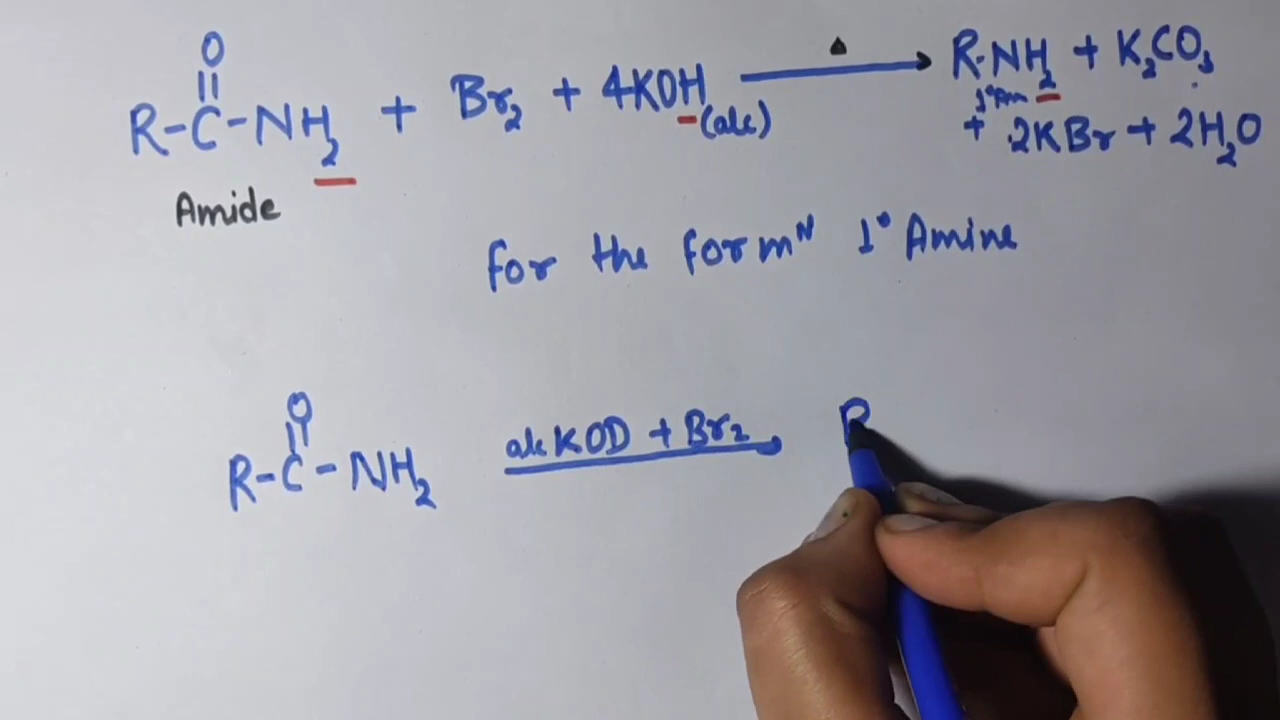 O
R-C-NH2 + Br2 + 4KOH (alc) Δ R-NH2 + K2CO3
1°Am
+ 2KBr + 2H2O
Amide
for the formN 1° Amine
O
R-C-NH2 alc KOD + Br2 R